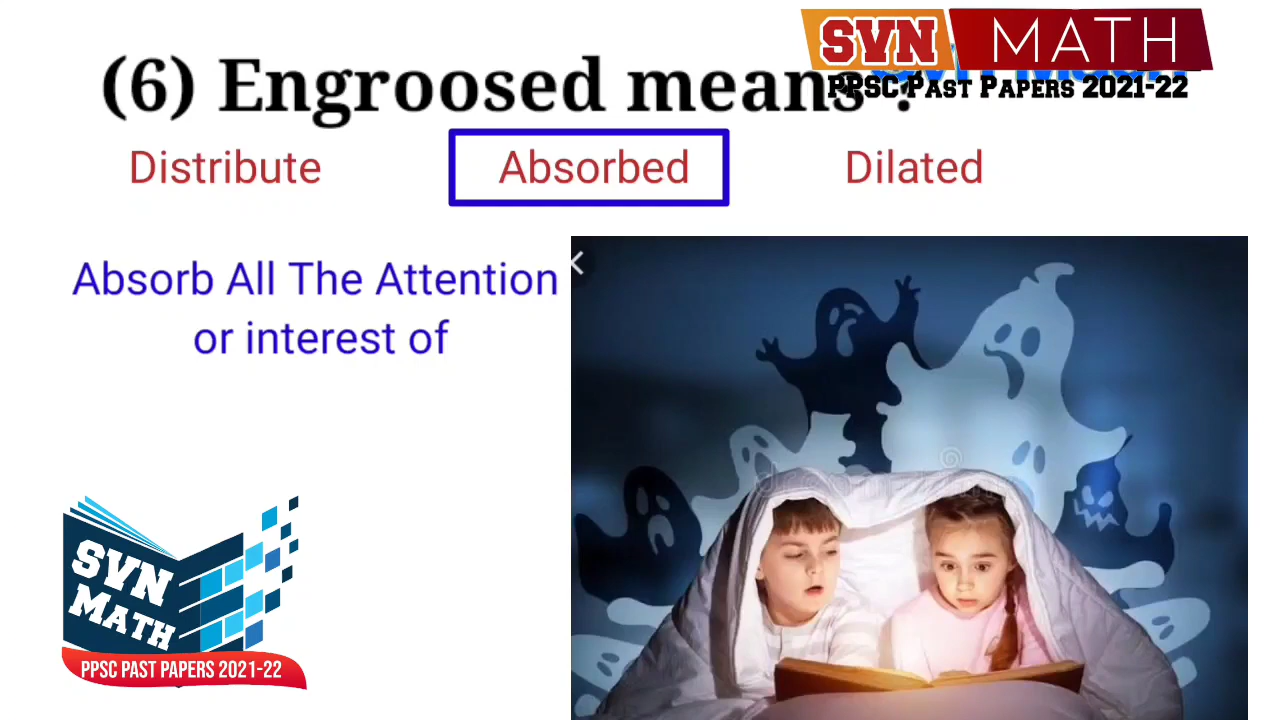 SVN MATH
(6) Engroosed means ?
PPSC PAST PAPERS 2021-22
Distribute Absorbed Dilated
Absorb All The Attention
or interest of
SVN
MATH
PPSC PAST PAPERS 2021-22